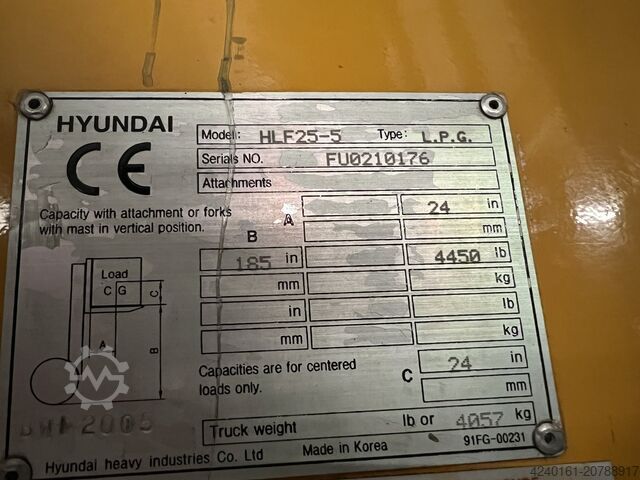 HYUNDAI
CE
Model: HLF25-5 Type: L.P.G.
Serials NO. FU0210176
Attachments
Capacity with attachment or forks
with mast in vertical position.
A 24 in
mm
B
185 in 4450 lb
mm kg
in lb
mm kg
Load
C G
C
A
B
Capacities are for centered
loads only.
C 24 in
mm
2005
Truck weight lb or 4057 kg
Hyundai heavy industries Co. Ltd Made in Korea 91FG-00231
4240161-20788917